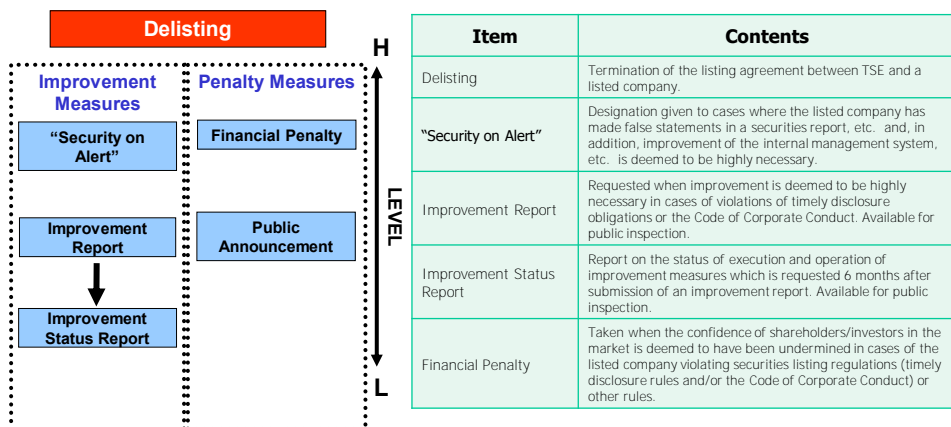 Delisting
H
Improvement
Measures
Penalty Measures
“Security on
Alert”
Financial Penalty
Improvement
Report
Public
Announcement
Improvement
Status Report
LEVEL
L
Item
Contents
Delisting
Termination of the listing agreement between TSE and a
listed company.
“Security on Alert”
Designation given to cases where the listed company has
made false statements in a securities report, etc. and, in
addition, improvement of the internal management system,
etc. is deemed to be highly necessary.
Improvement Report
Requested when improvement is deemed to be highly
necessary in cases of violations of timely disclosure
obligations or the Code of Corporate Conduct. Available for
public inspection.
Improvement Status
Report
Report on the status of execution and operation of
improvement measures which is requested 6 months after
submission of an improvement report. Available for public
inspection.
Financial Penalty
Taken when the confidence of shareholders/investors in the
market is deemed to have been undermined in cases of the
listed company violating securities listing regulations (timely
disclosure rules and/or the Code of Corporate Conduct) or
other rules.